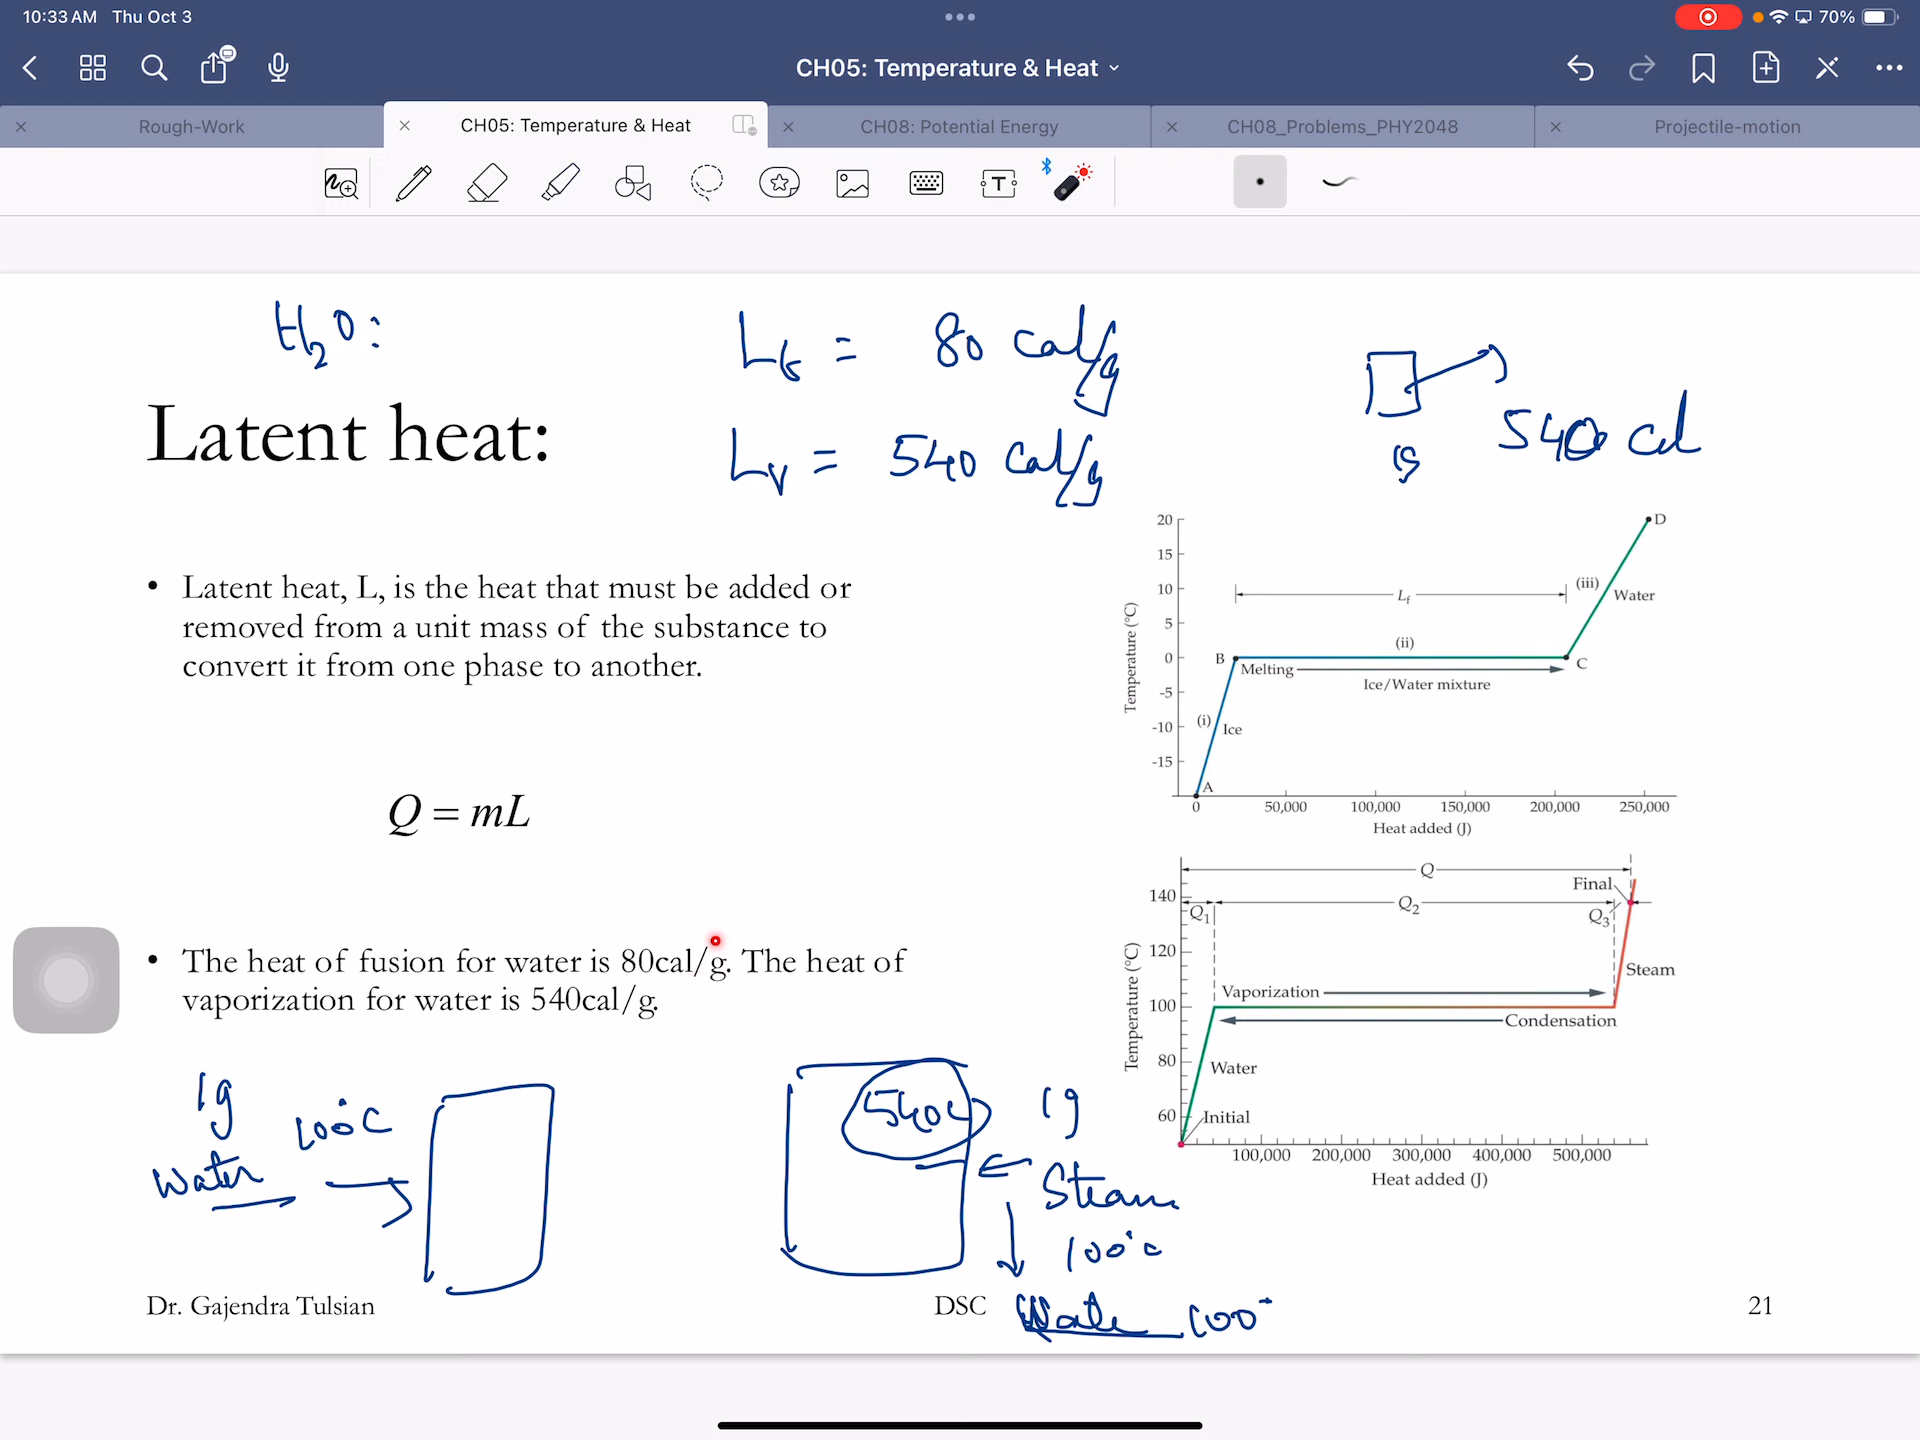 10:33 AM Thu Oct 3
70%
CH05: Temperature & Heat
Rough-Work
CH05: Temperature & Heat
CH08: Potential Energy
CH08_Problems_PHY2048
Projectile-motion
T
H2O:
Lf = 80 cal/g
Lv = 540 cal/g
540 cal
Latent heat:
• Latent heat, L, is the heat that must be added or
removed from a unit mass of the substance to
convert it from one phase to another.
Q = mL
• The heat of fusion for water is 80cal/g. The heat of
vaporization for water is 540cal/g.
20
15
10
5
0
-5
-10
-15
Temperature (°C)
D
(iii)
Water
Lf
(ii)
B
C
Melting
Ice/Water mixture
(i)
Ice
A
0 50,000 100,000 150,000 200,000 250,000
Heat added (J)
Q
Final
140
Q1
Q2
Q3
120
100
80
60
Temperature (°C)
Steam
Vaporization
Condensation
Water
Initial
100,000 200,000 300,000 400,000 500,000
Heat added (J)
1g
100°C
Water
540
1g
Steam
100°C
Water 100°
Dr. Gajendra Tulsian
DSC
21